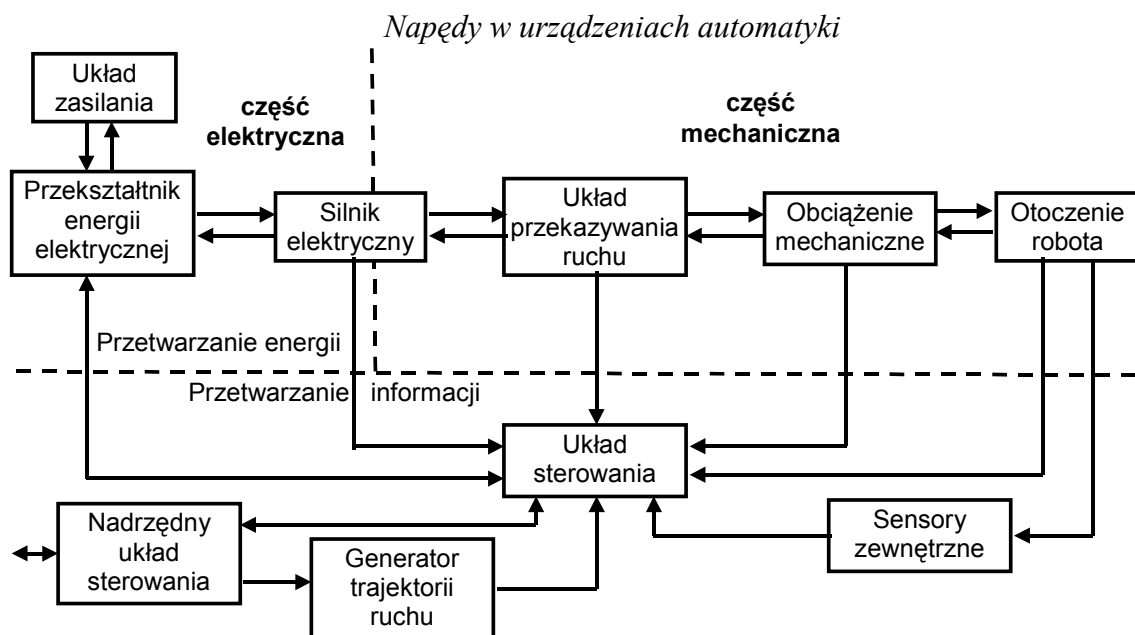 Napędy w urządzeniach automatyki
Układ
zasilania
część
elektryczna
część
mechaniczna
Przekształtnik
energii
elektrycznej
Silnik
elektryczny
Układ
przekazywania
ruchu
Obciążenie
mechaniczne
Otoczenie
robota
Przetwarzanie energii
Przetwarzanie informacji
Układ
sterowania
Nadrzędny
układ
sterowania
Generator
trajektorii
ruchu
Sensory
zewnętrzne